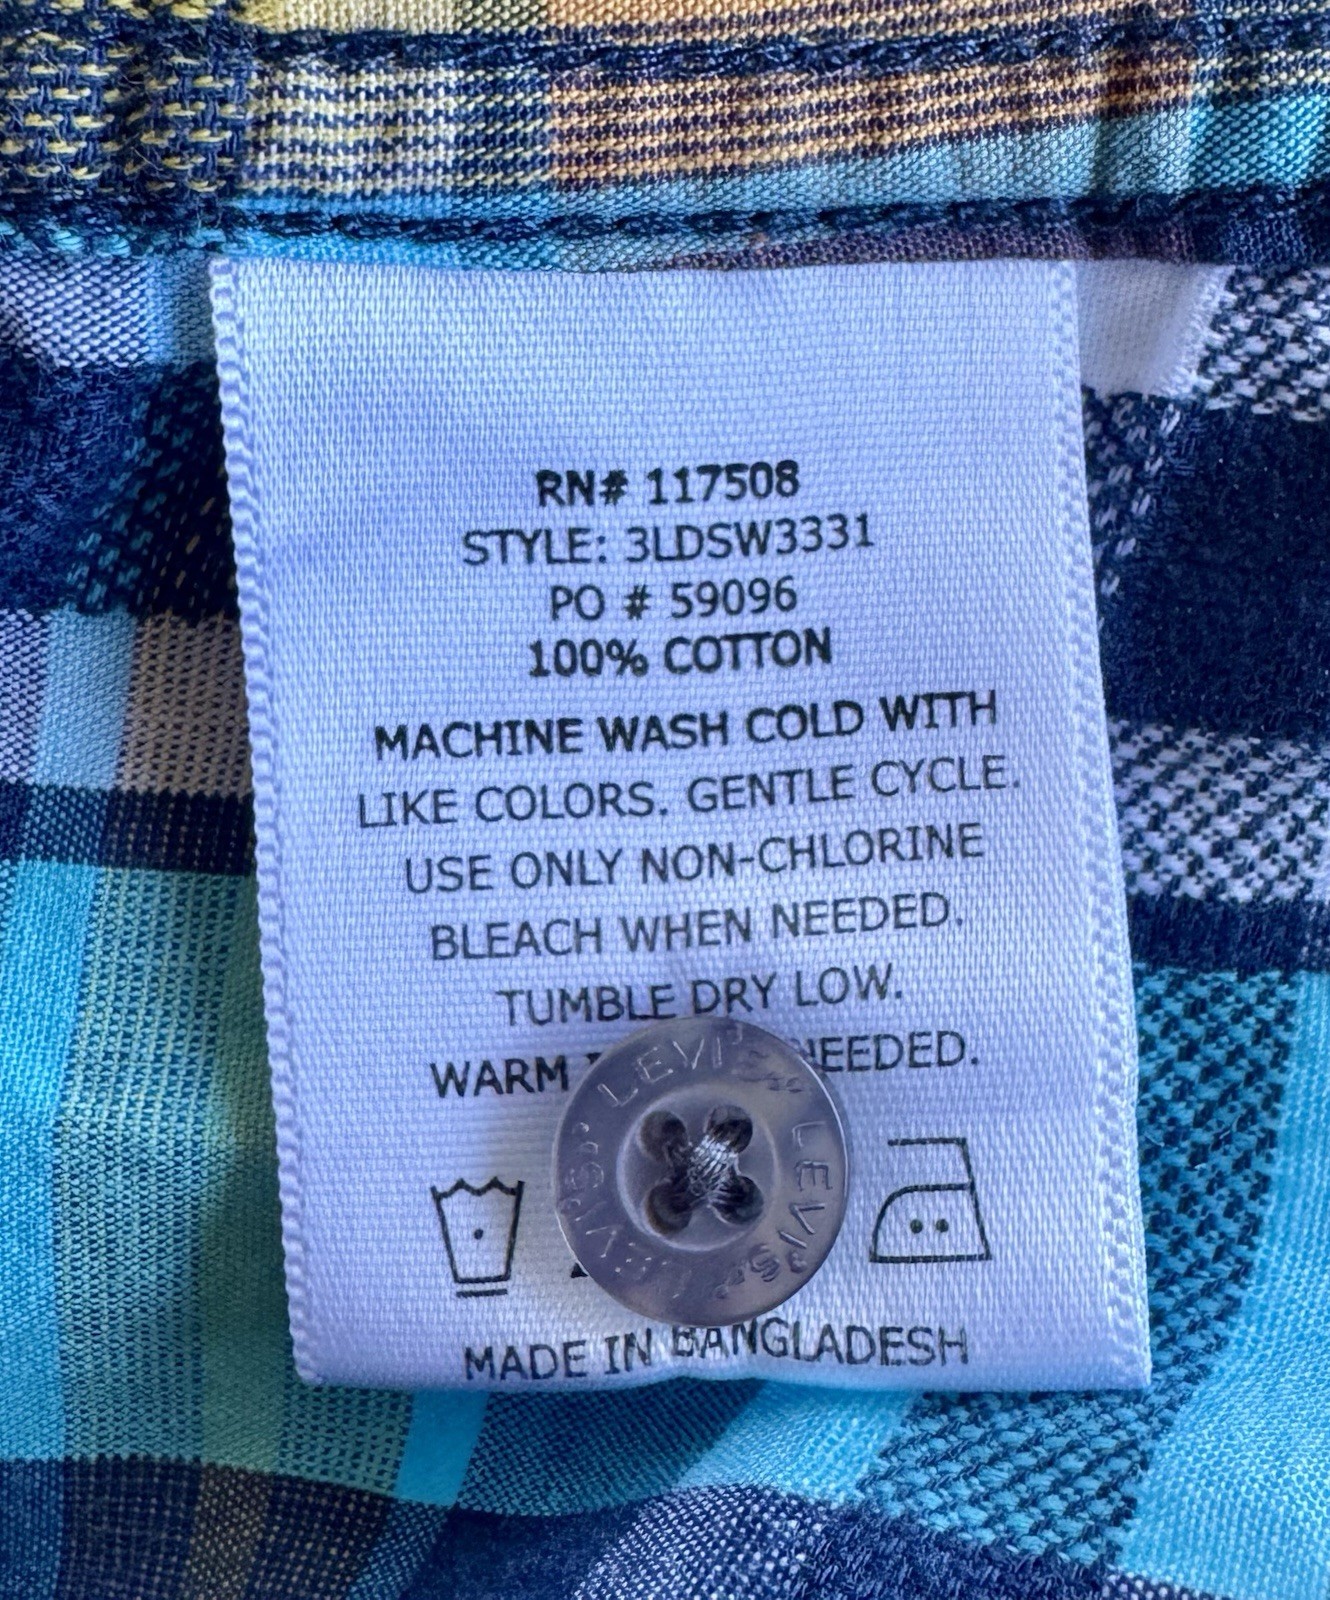 RN# 117508
STYLE: 3LDSW3331
PO # 59096
100% COTTON
MACHINE WASH COLD WITH
LIKE COLORS. GENTLE CYCLE.
USE ONLY NON-CHLORINE
BLEACH WHEN NEEDED.
TUMBLE DRY LOW.
WARM NEEDED.
LEVI'S
LEVI'S
LEVI'S
MADE IN BANGLADESH